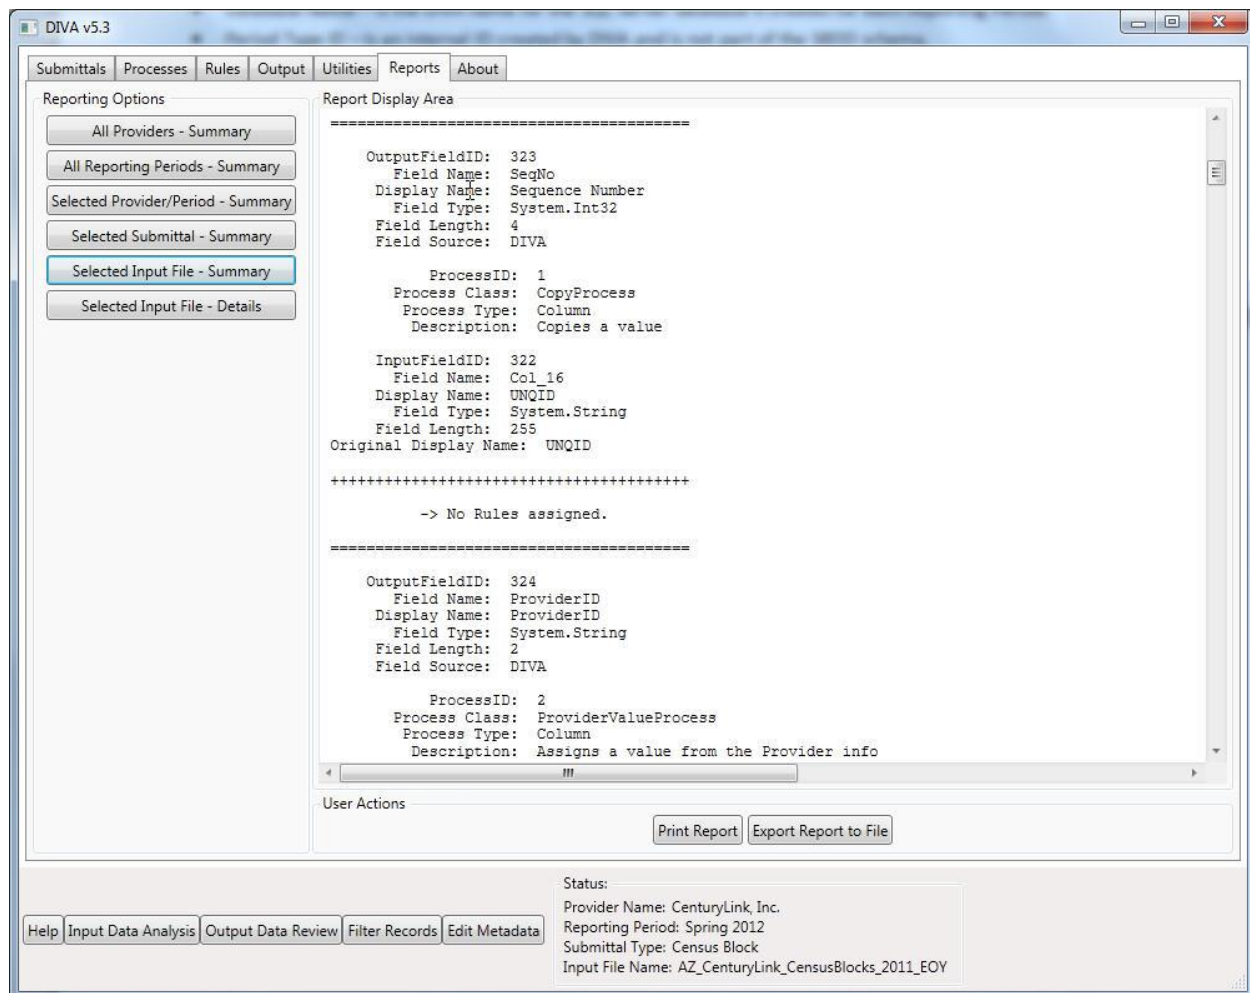 DIVA v5.3
Submittals Processes Rules Output Utilities Reports About
Reporting Options
All Providers - Summary
All Reporting Periods - Summary
Selected Provider/Period - Summary
Selected Submittal - Summary
Selected Input File - Summary
Selected Input File - Details
Report Display Area
========================================
OutputFieldID: 323
Field Name: SeqNo
Display Name: Sequence Number
Field Type: System.Int32
Field Length: 4
Field Source: DIVA
ProcessID: 1
Process Class: CopyProcess
Process Type: Column
Description: Copies a value
InputFieldID: 322
Field Name: Col_16
Display Name: UNQID
Field Type: System.String
Field Length: 255
Original Display Name: UNQID
++++++++++++++++++++++++++++++++++++++++
-> No Rules assigned.
========================================
OutputFieldID: 324
Field Name: ProviderID
Display Name: ProviderID
Field Type: System.String
Field Length: 2
Field Source: DIVA
ProcessID: 2
Process Class: ProviderValueProcess
Process Type: Column
Description: Assigns a value from the Provider info
User Actions
Print Report Export Report to File
Help Input Data Analysis Output Data Review Filter Records Edit Metadata
Status:
Provider Name: CenturyLink, Inc.
Reporting Period: Spring 2012
Submittal Type: Census Block
Input File Name: AZ_CenturyLink_CensusBlocks_2011_EOY